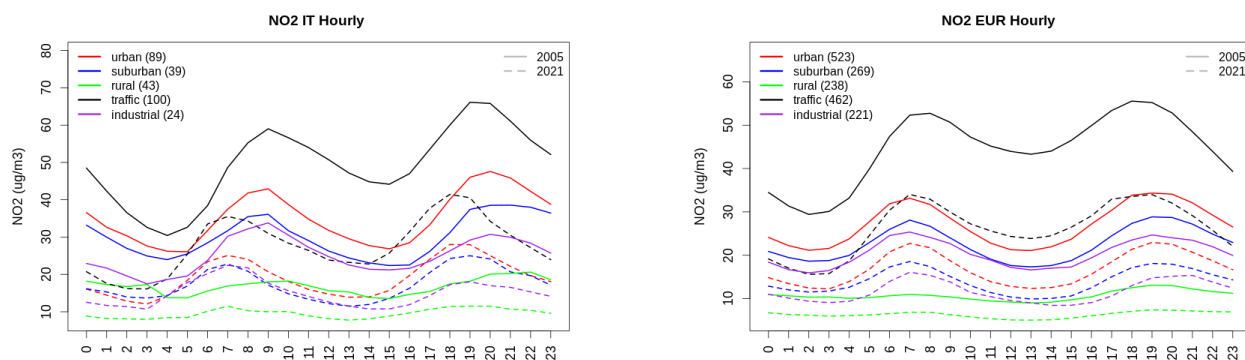 NO2 IT Hourly
NO2 (ug/m3)
80
70
60
50
40
30
20
10
urban (89)
suburban (39)
rural (43)
traffic (100)
industrial (24)
2005
2021
0 1 2 3 4 5 6 7 8 9 10 11 12 13 14 15 16 17 18 19 20 21 22 23
NO2 EUR Hourly
NO2 (ug/m3)
60
50
40
30
20
10
urban (523)
suburban (269)
rural (238)
traffic (462)
industrial (221)
2005
2021
0 1 2 3 4 5 6 7 8 9 10 11 12 13 14 15 16 17 18 19 20 21 22 23